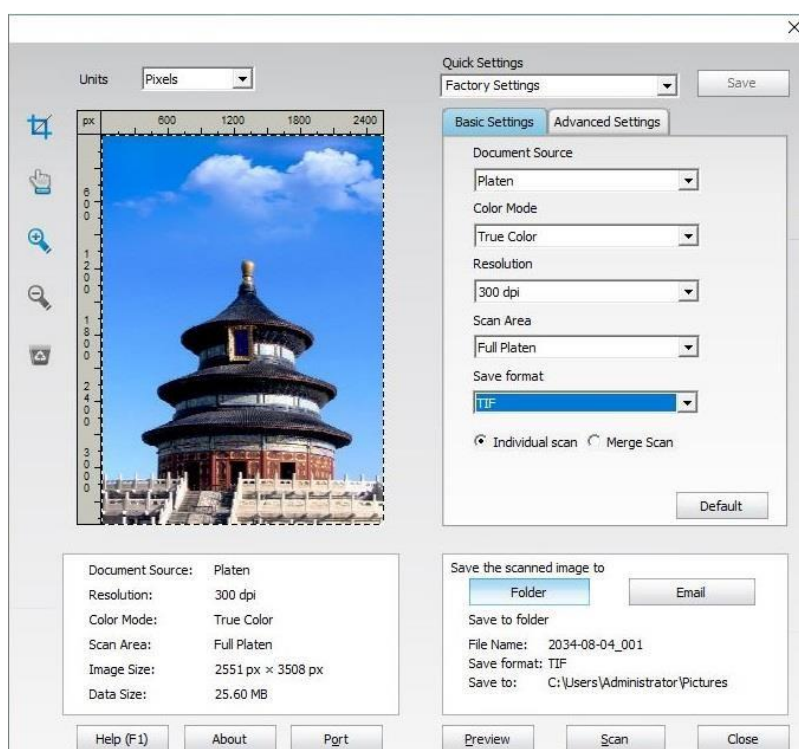 Units Pixels
px 600 1200 1800 2400
600
1200
1800
2400
3000
Quick Settings
Factory Settings Save
Basic Settings Advanced Settings
Document Source
Platen
Color Mode
True Color
Resolution
300 dpi
Scan Area
Full Platen
Save format
TIF
Individual scan Merge Scan
Default
Document Source: Platen
Resolution: 300 dpi
Color Mode: True Color
Scan Area: Full Platen
Image Size: 2551 px × 3508 px
Data Size: 25.60 MB
Save the scanned image to
Folder Email
Save to folder
File Name: 2034-08-04_001
Save format: TIF
Save to: C:\Users\Administrator\Pictures
Help (F1) About Port
Preview Scan Close